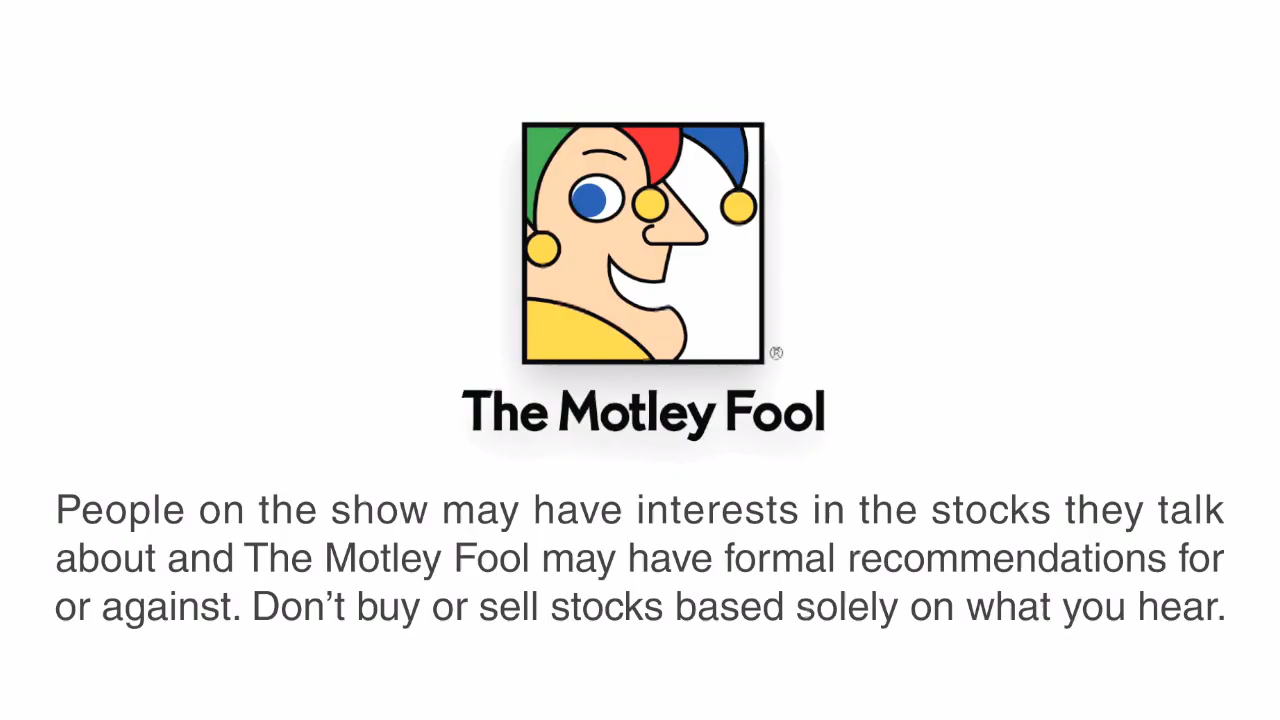 ®
The Motley Fool
People on the show may have interests in the stocks they talk
about and The Motley Fool may have formal recommendations for
or against. Don’t buy or sell stocks based solely on what you hear.